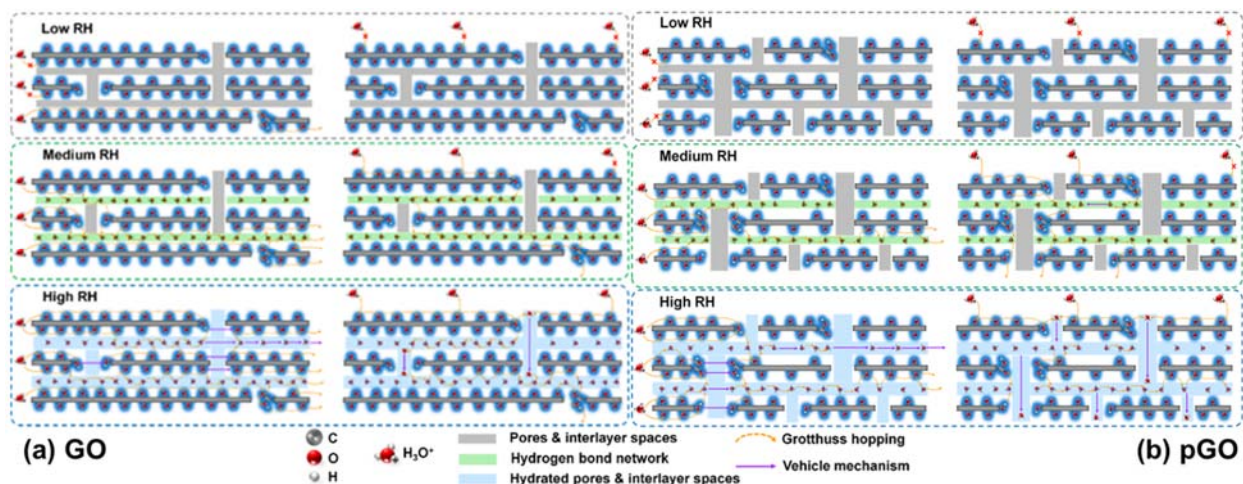 Low RH
Medium RH
High RH
Low RH
Medium RH
High RH
(a) GO
C
O
H
H₃O⁺
Pores & interlayer spaces
Hydrogen bond network
Hydrated pores & interlayer spaces
Grotthuss hopping
Vehicle mechanism
(b) pGO